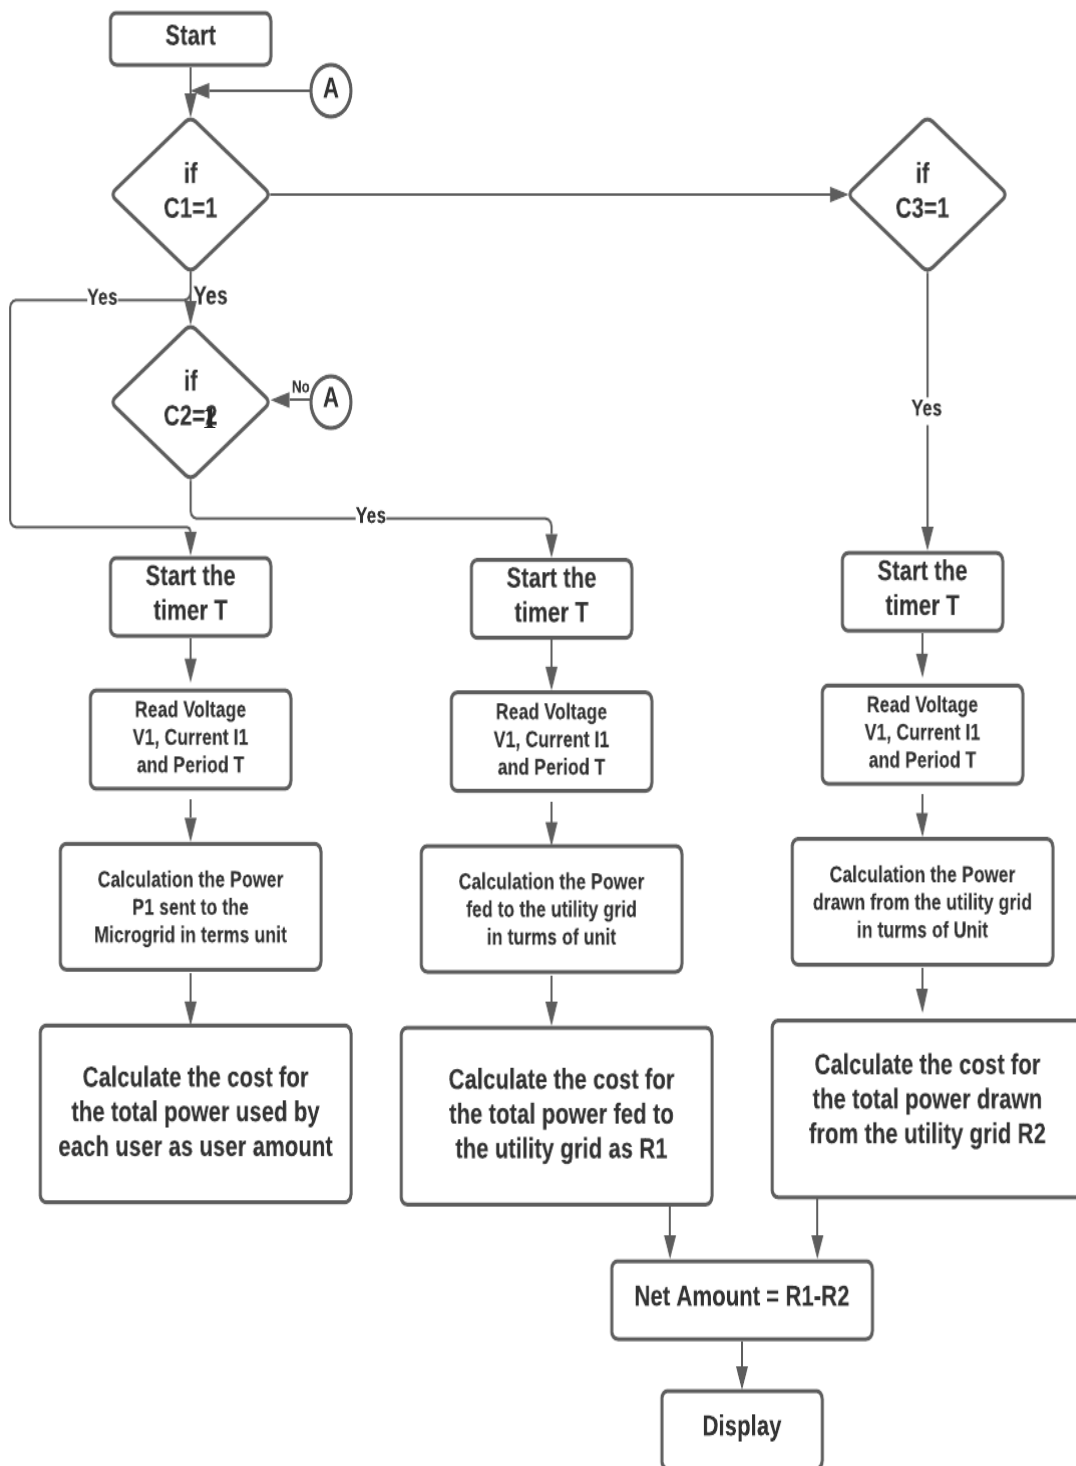 Start
A
if
C1=1
if
C3=1
Yes
Yes
if
C2=
No
A
Yes
Yes
Start the
timer T
Start the
timer T
Start the
timer T
Read Voltage
V1, Current I1
and Period T
Read Voltage
V1, Current I1
and Period T
Read Voltage
V1, Current I1
and Period T
Calculation the Power
P1 sent to the
Microgrid in terms unit
Calculation the Power
fed to the utility grid
in turms of unit
Calculation the Power
drawn from the utility grid
in turms of Unit
Calculate the cost for
the total power used by
each user as user amount
Calculate the cost for
the total power fed to
the utility grid as R1
Calculate the cost for
the total power drawn
from the utility grid R2
Net Amount = R1-R2
Display